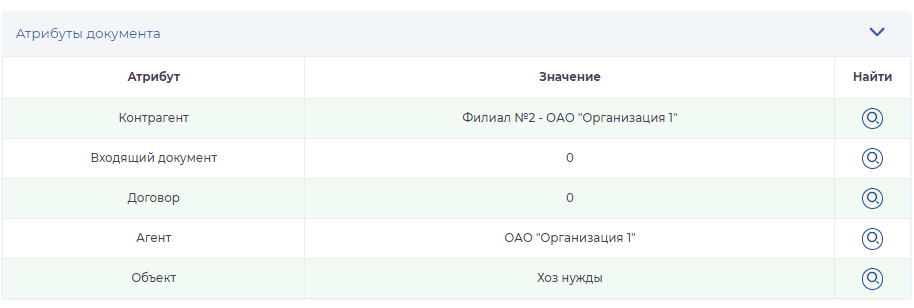 Атрибуты документа
Атрибут Значение Найти
Контрагент Филиал №2 - ОАО "Организация 1"
Входящий документ 0
Договор 0
Агент ОАО "Организация 1"
Объект Хоз нужды